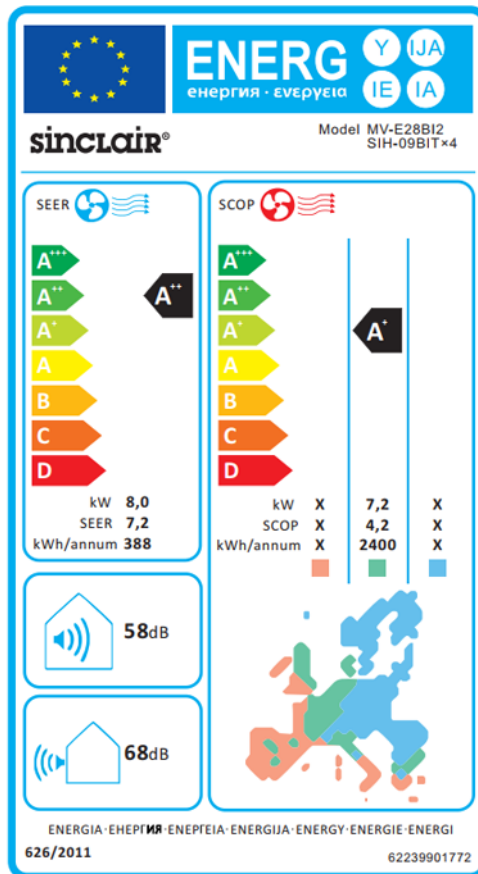 ENERG Y IJA
енергия · ενεργεια IE IA
sinclair®
Model MV-E28BI2
SIH-09BIT×4
SEER
A+++
A++
A+
A
B
C
D
A++
kW 8,0
SEER 7,2
kWh/annum 388
SCOP
A+++
A++
A+
A
B
C
D
A+
kW X 7,2 X
SCOP X 4,2 X
kWh/annum X 2400 X
58dB
68dB
ENERGIA·ЕНЕРГИЯ·ΕΝΕΡΓΕΙΑ·ENERGIJA·ENERGY·ENERGIE·ENERGI
626/2011
62239901772